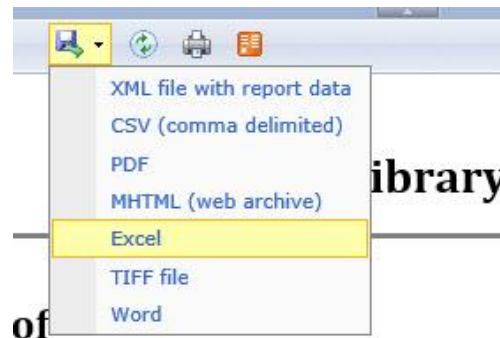 XML file with report data
CSV (comma delimited)
PDF
MHTML (web archive)
ibrary
Excel
TIFF file
Word
of